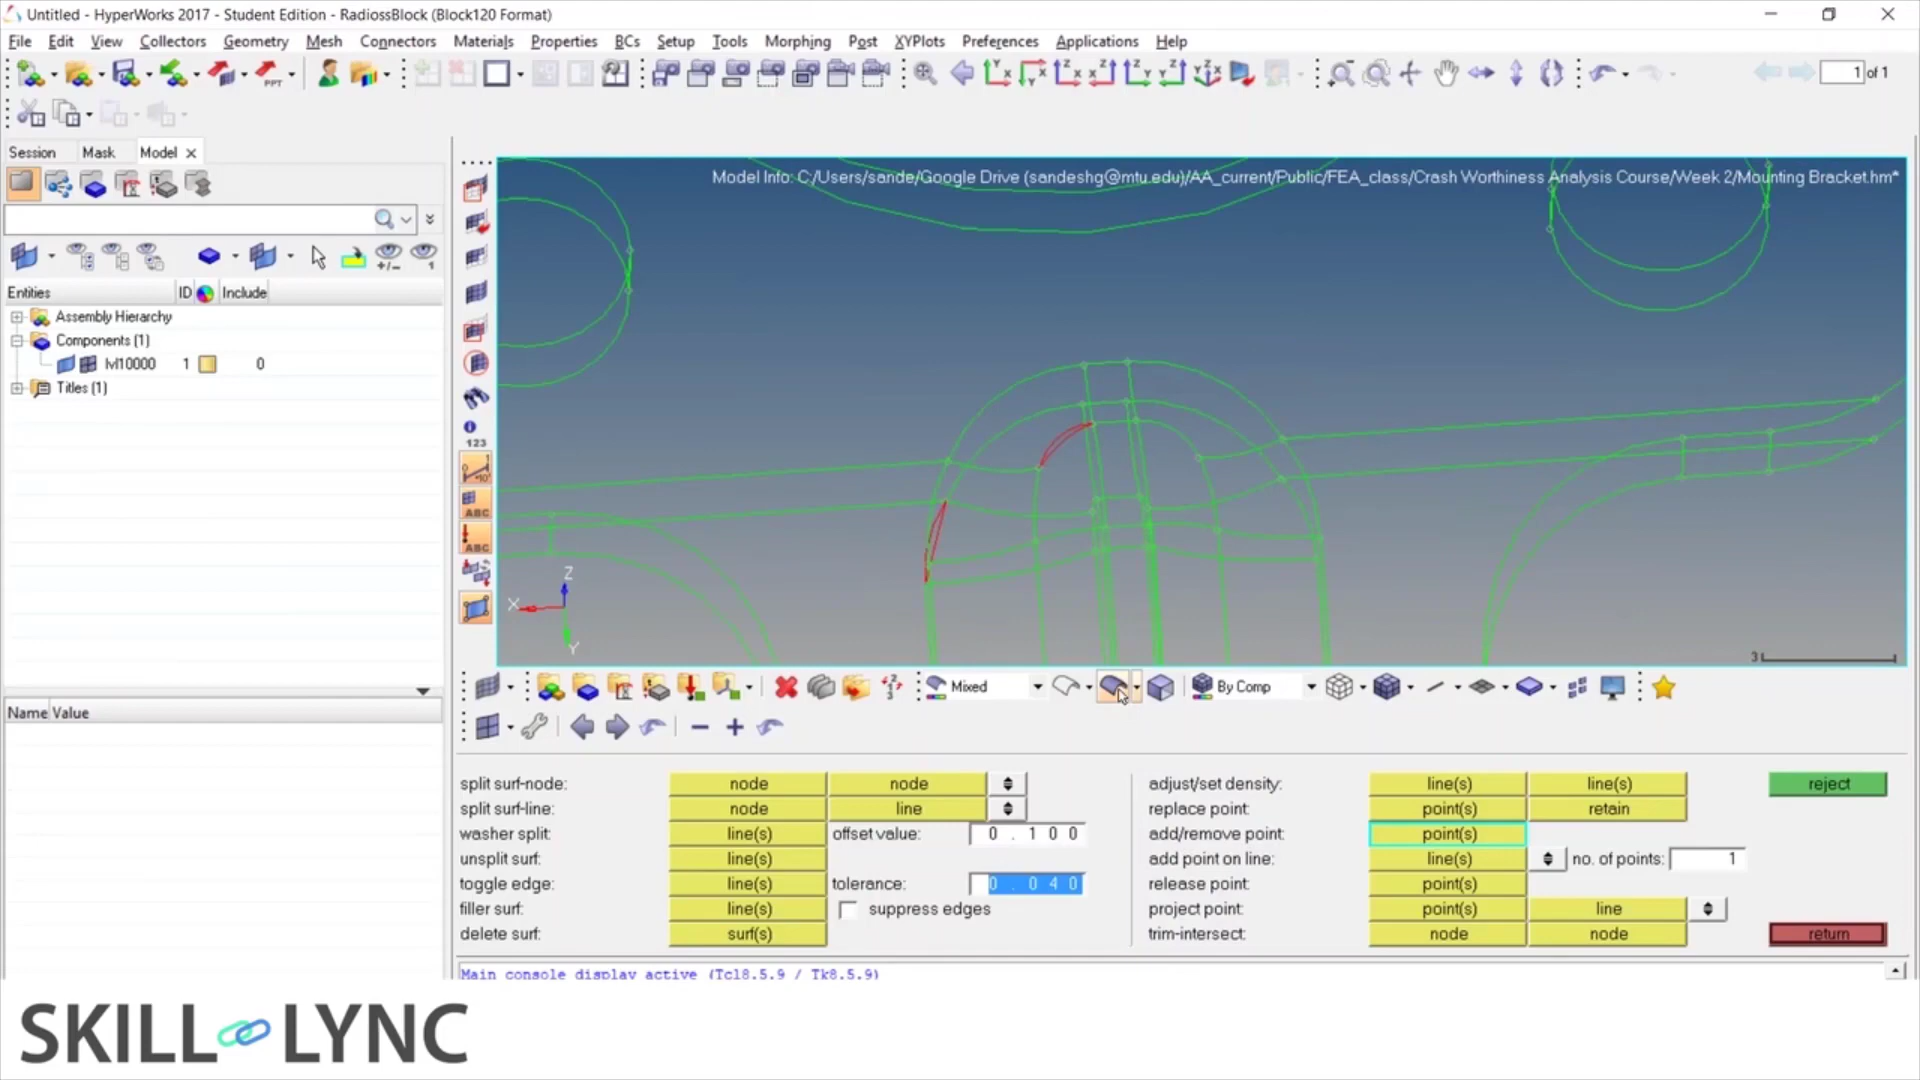 Untitled - HyperWorks 2017 - Student Edition - RadiossBlock (Block120 Format)
File Edit View Collectors Geometry Mesh Connectors Materials Properties BCs Setup Tools Morphing Post XYPlots Preferences Applications Help
PPT
1 of 1
Session Mask Model
Entities ID Include
Assembly Hierarchy
Components (1)
lvl10000 1 0
Titles (1)
Name Value
123
ABC
ABC
Model Info: C:/Users/sande/Google Drive (sandeshg@mtu.edu)/AA_current/Public/FEA_class/Crash Worthiness Analysis Course/Week 2/Mounting Bracket.hm*
Z
X
Y
3
Mixed
By Comp
split surf-node: node node
split surf-line: node line
washer split: line(s) offset value: 0.100
unsplit surf: line(s)
toggle edge: line(s) tolerance: 0.040
filler surf: line(s) suppress edges
delete surf: surf(s)
adjust/set density: line(s) line(s)
replace point: point(s) retain
add/remove point: point(s)
add point on line: line(s) no. of points: 1
release point: point(s)
project point: point(s) line
trim-intersect: node node
reject
return
Main console display active (Tcl8.5.9 / Tk8.5.9)
SKILL LYNC